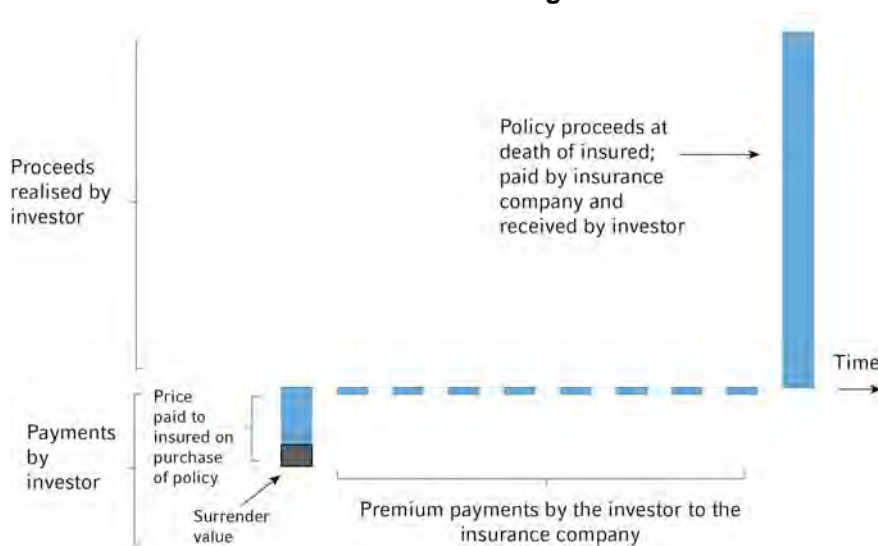 Proceeds
realised by
investor
Policy proceeds at
death of insured;
paid by insurance
company and
received by investor
Time
Payments
by
investor
Price
paid to
insured on
purchase
of policy
Surrender
value
Premium payments by the investor to the
insurance company